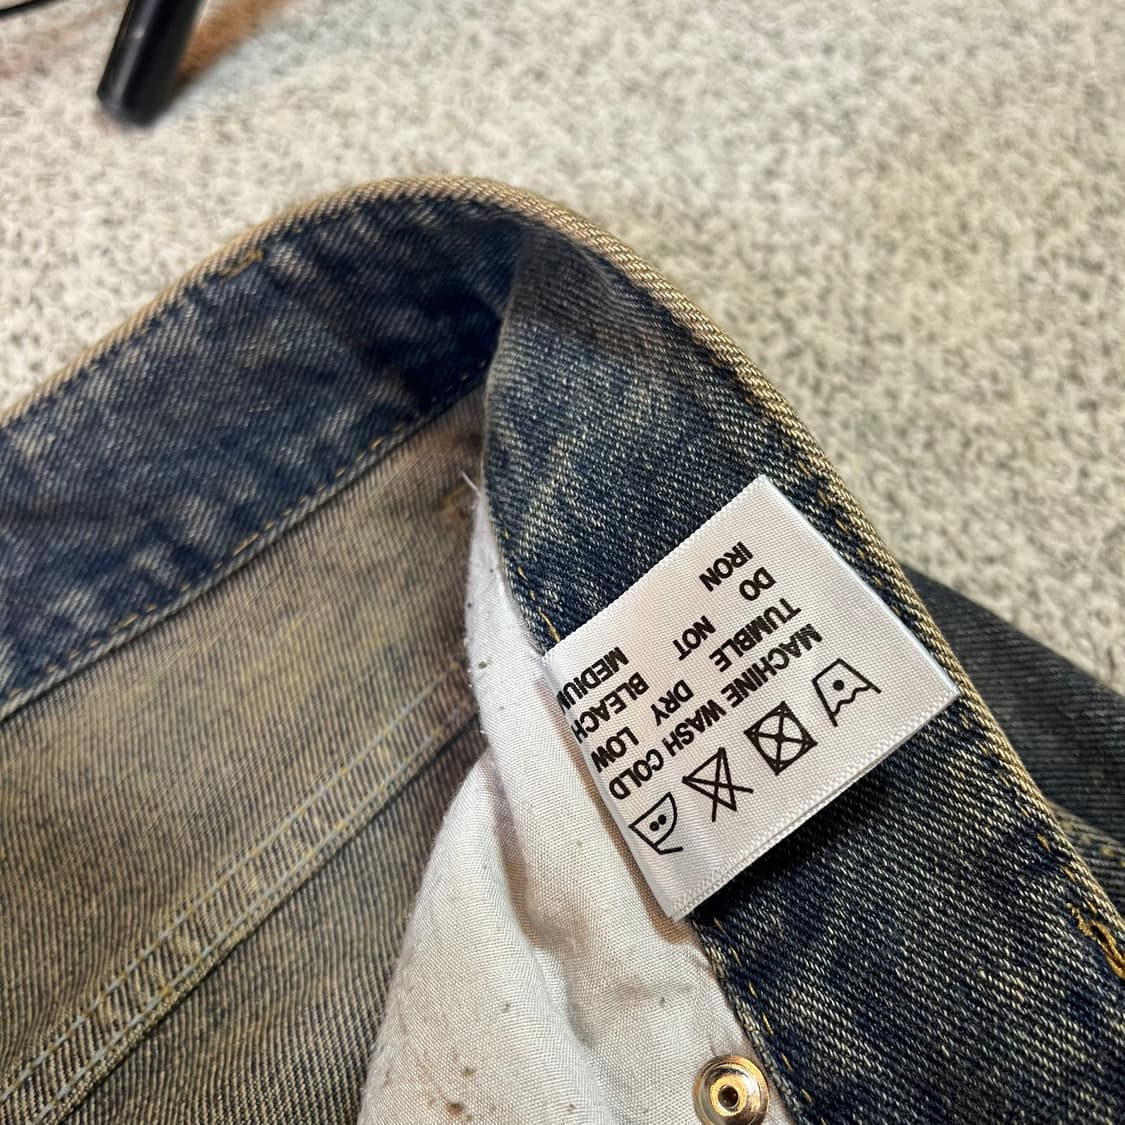 MACHINE WASH COLD
TUMBLE DRY LOW
DO NOT BLEACH
IRON MEDIUM